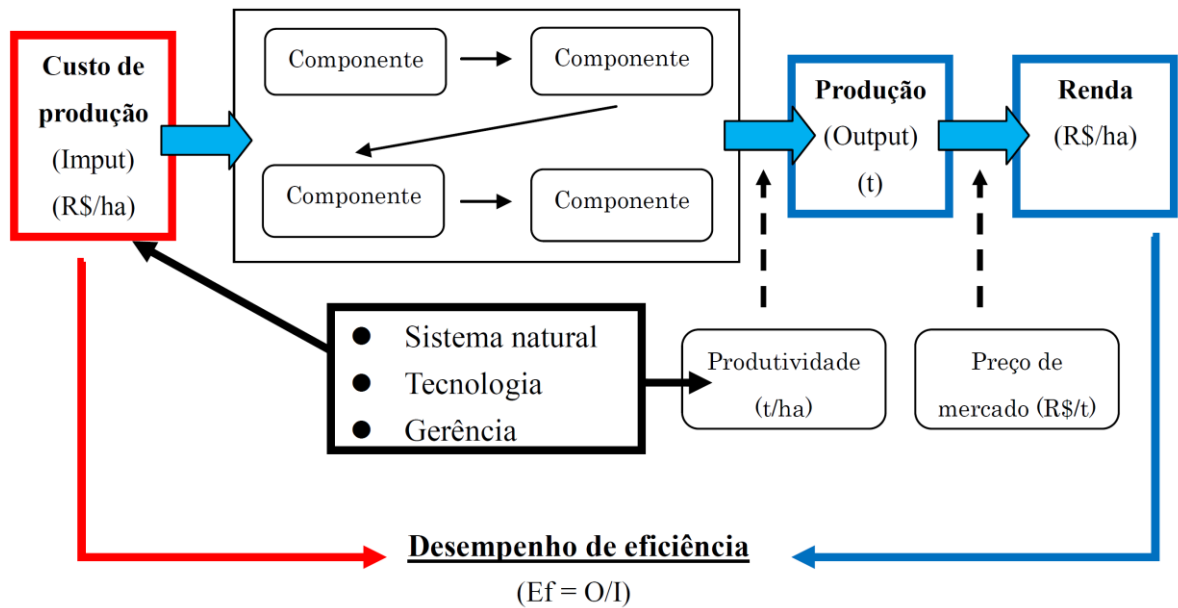 Custo de
produção
(Imput)
(R$/ha)
Componente
Componente
Componente
Componente
Produção
(Output)
(t)
Renda
(R$/ha)
● Sistema natural
● Tecnologia
● Gerência
Produtividade
(t/ha)
Preço de
mercado (R$/t)
Desempenho de eficiência
(Ef = O/I)